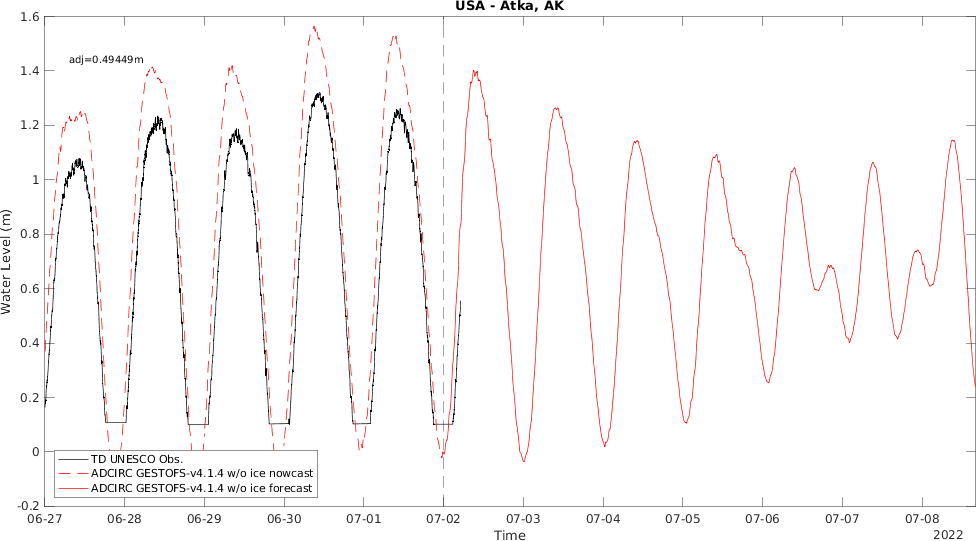 USA - Atka, AK
1.6
1.4
1.2
1
0.8
0.6
0.4
0.2
0
-0.2
Water Level (m)
adj=0.49449m
TD UNESCO Obs.
ADCIRC GESTOFS-v4.1.4 w/o ice nowcast
ADCIRC GESTOFS-v4.1.4 w/o ice forecast
06-27 06-28 06-29 06-30 07-01 07-02 07-03 07-04 07-05 07-06 07-07 07-08
Time
2022